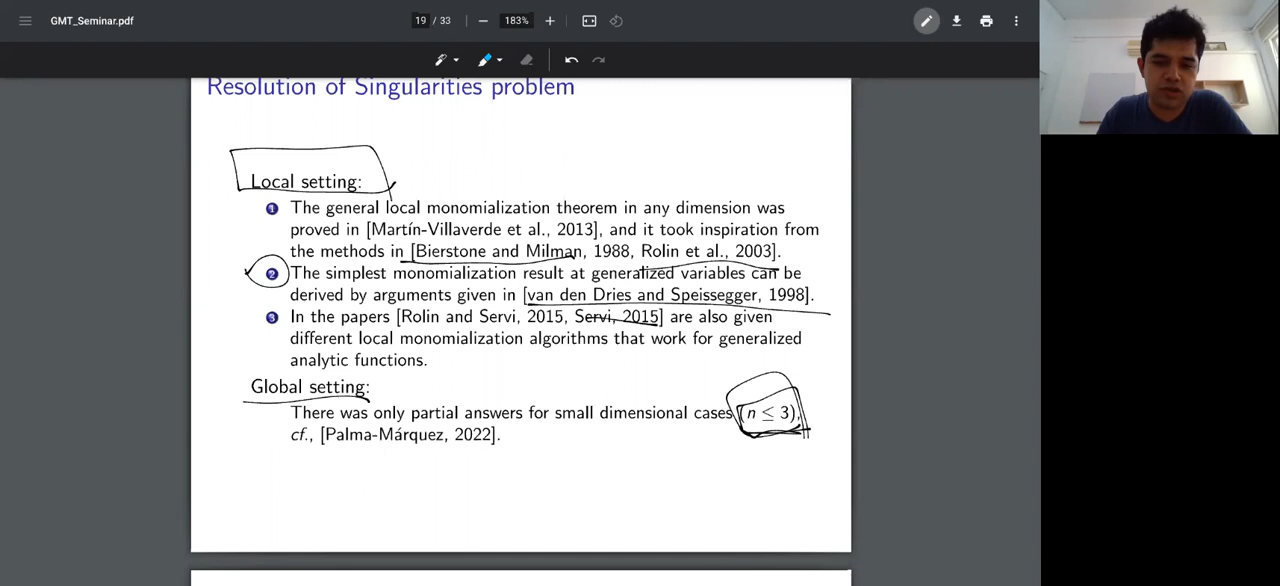 GMT_Seminar.pdf
19 / 33
183%
Resolution of Singularities problem
Local setting:
1 The general local monomialization theorem in any dimension was
proved in [Martín-Villaverde et al., 2013], and it took inspiration from
the methods in [Bierstone and Milman, 1988, Rolin et al., 2003].
2 The simplest monomialization result at generalized variables can be
derived by arguments given in [van den Dries and Speissegger, 1998].
3 In the papers [Rolin and Servi, 2015, Servi, 2015] are also given
different local monomialization algorithms that work for generalized
analytic functions.
Global setting:
There was only partial answers for small dimensional cases (n ≤ 3),
cf., [Palma-Márquez, 2022].